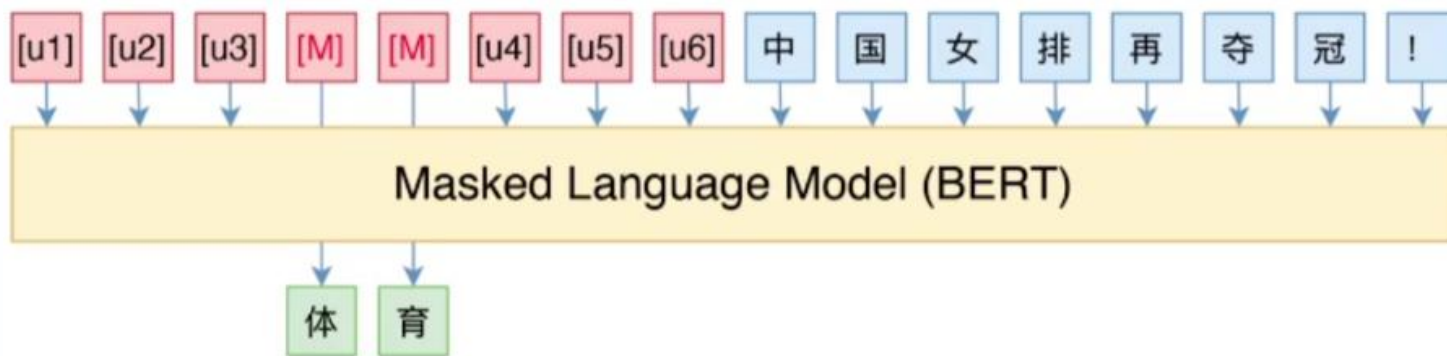 [u1] [u2] [u3] [M] [M] [u4] [u5] [u6] 中 国 女 排 再 夺 冠 !
Masked Language Model (BERT)
体 育